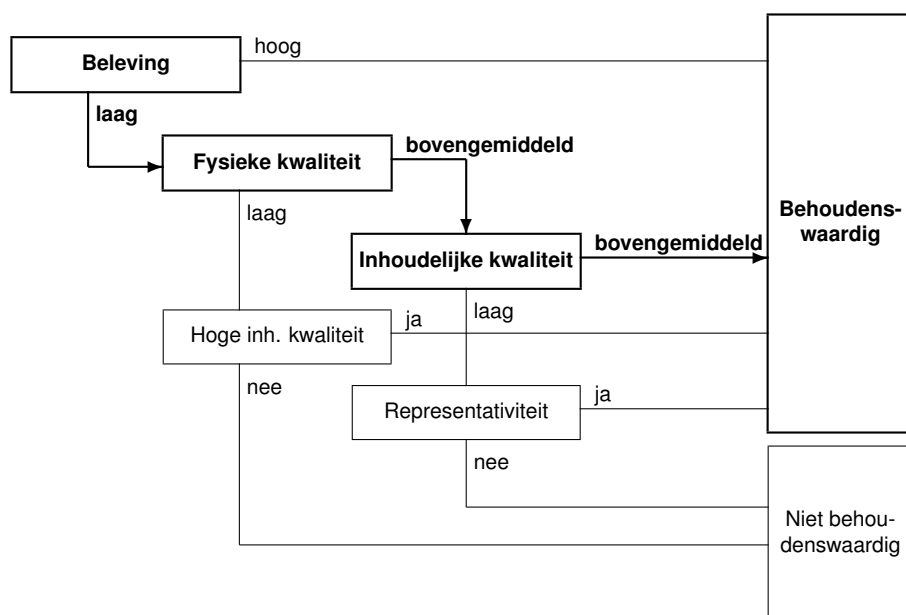 hoog
Beleving
laag
bovengemiddeld
Fysieke kwaliteit
laag
Behoudens-
waardig
bovengemiddeld
Inhoudelijke kwaliteit
laag
ja
Hoge inh. kwaliteit
nee
ja
Representativiteit
nee
Niet behou-
denswaardig